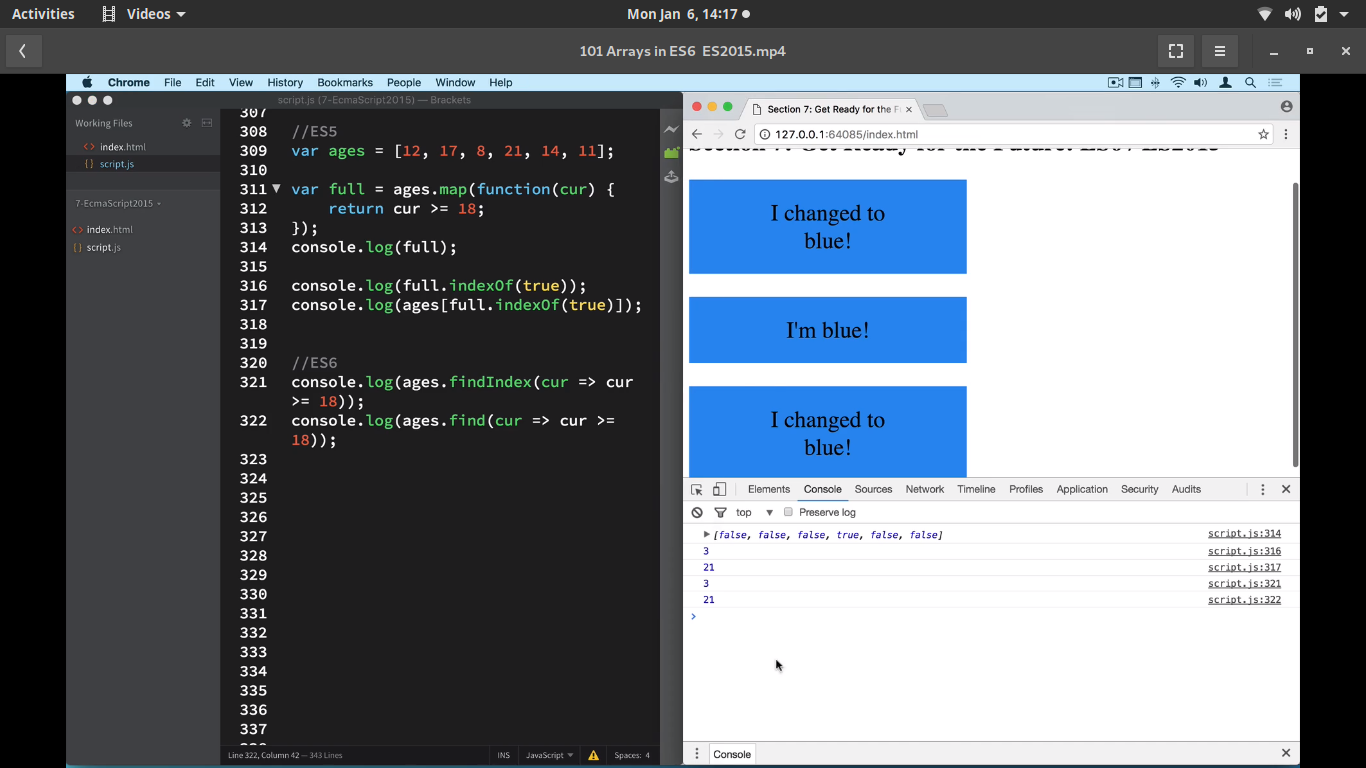 Activities Videos Mon Jan 6, 14:17
101 Arrays in ES6 ES2015.mp4
Chrome File Edit View History Bookmarks People Window Help
script.js (7-EcmaScript2015) — Brackets
Working Files
index.html
script.js
7-EcmaScript2015
index.html
script.js
307
308 //ES5
309 var ages = [12, 17, 8, 21, 14, 11];
310
311 var full = ages.map(function(cur) {
312 return cur >= 18;
313 });
314 console.log(full);
315
316 console.log(full.indexOf(true));
317 console.log(ages[full.indexOf(true)]);
318
319
320 //ES6
321 console.log(ages.findIndex(cur => cur
>= 18));
322 console.log(ages.find(cur => cur >=
18));
323
324
325
326
327
328
329
330
331
332
333
334
335
336
337
Line 322, Column 42 — 343 Lines INS JavaScript Spaces: 4
Section 7: Get Ready for the F
127.0.0.1:64085/index.html
Section 7: Get Ready for the Future: ES6 / ES2015
I changed to
blue!
I'm blue!
I changed to
blue!
Elements Console Sources Network Timeline Profiles Application Security Audits
top Preserve log
[false, false, false, true, false, false] script.js:314
3 script.js:316
21 script.js:317
3 script.js:321
21 script.js:322
>
Console